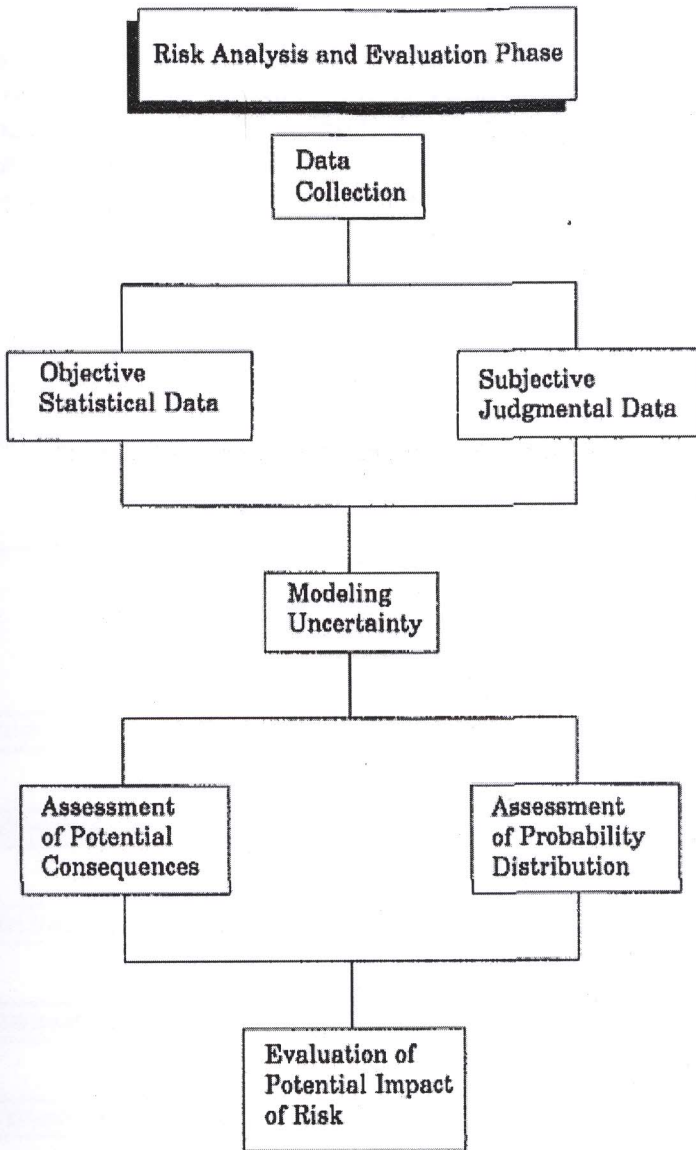 Risk Analysis and Evaluation Phase
Data
Collection
Objective
Statistical Data
Subjective
Judgmental Data
Modeling
Uncertainty
Assessment
of Potential
Consequences
Assessment
of Probability
Distribution
Evaluation of
Potential Impact
of Risk